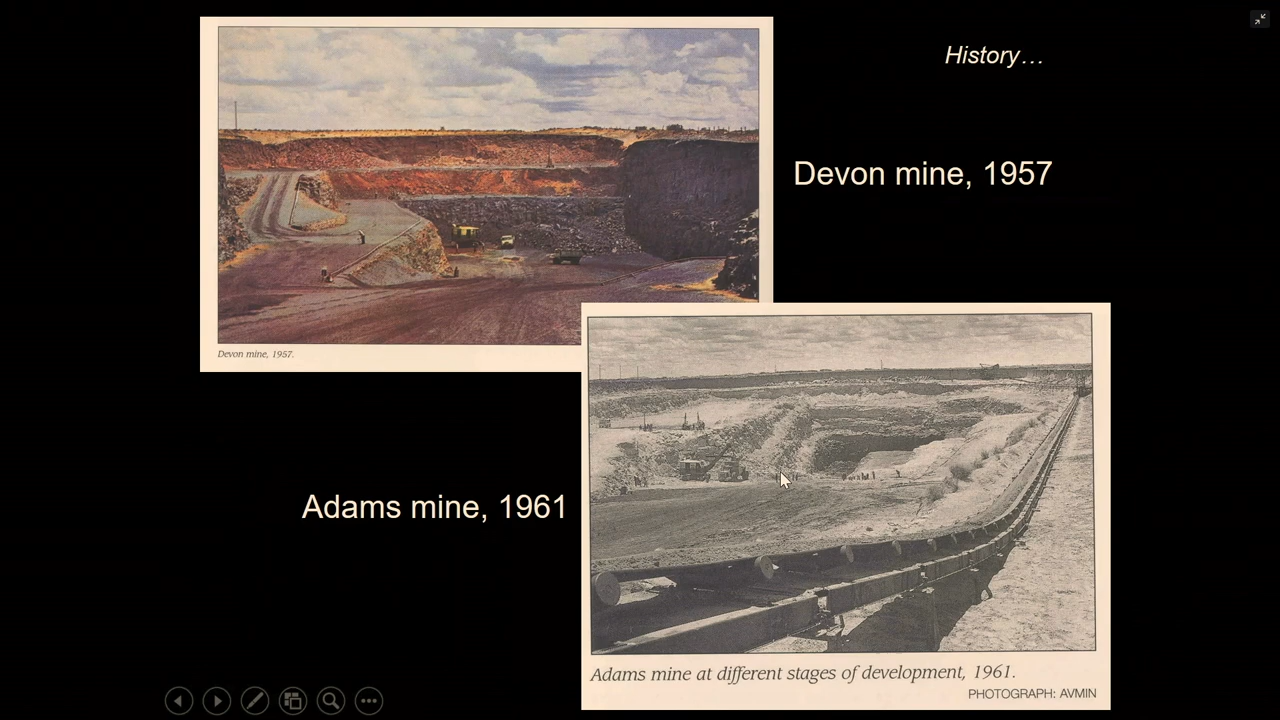 History…
Devon mine, 1957
Devon mine, 1957.
Adams mine, 1961
Adams mine at different stages of development, 1961.
PHOTOGRAPH: AVMIN